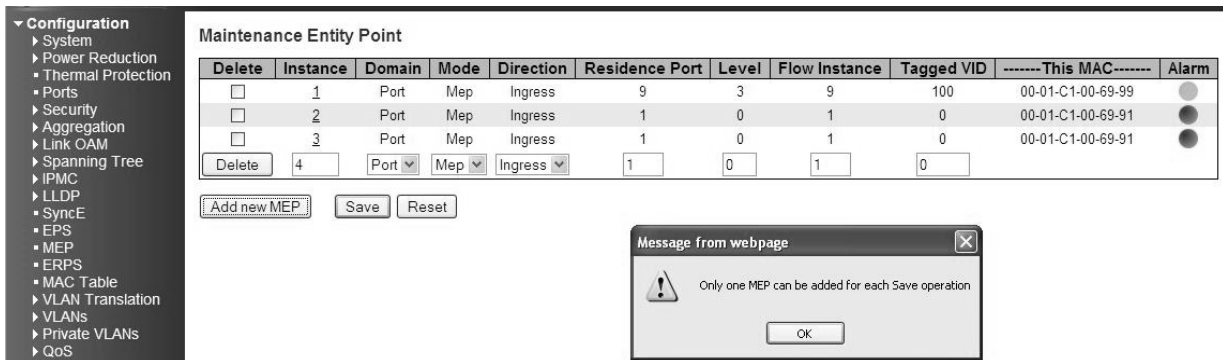 Configuration
System
Power Reduction
Thermal Protection
Ports
Security
Aggregation
Link OAM
Spanning Tree
IPMC
LLDP
SyncE
EPS
MEP
ERPS
MAC Table
VLAN Translation
VLANs
Private VLANs
QoS
Maintenance Entity Point
Delete Instance Domain Mode Direction Residence Port Level Flow Instance Tagged VID -------This MAC------- Alarm
1 Port Mep Ingress 9 3 9 100 00-01-C1-00-69-99
2 Port Mep Ingress 1 0 1 0 00-01-C1-00-69-91
3 Port Mep Ingress 1 0 1 0 00-01-C1-00-69-91
Delete 4 Port Mep Ingress 1 0 1 0
Add new MEP Save Reset
Message from webpage
Only one MEP can be added for each Save operation
OK